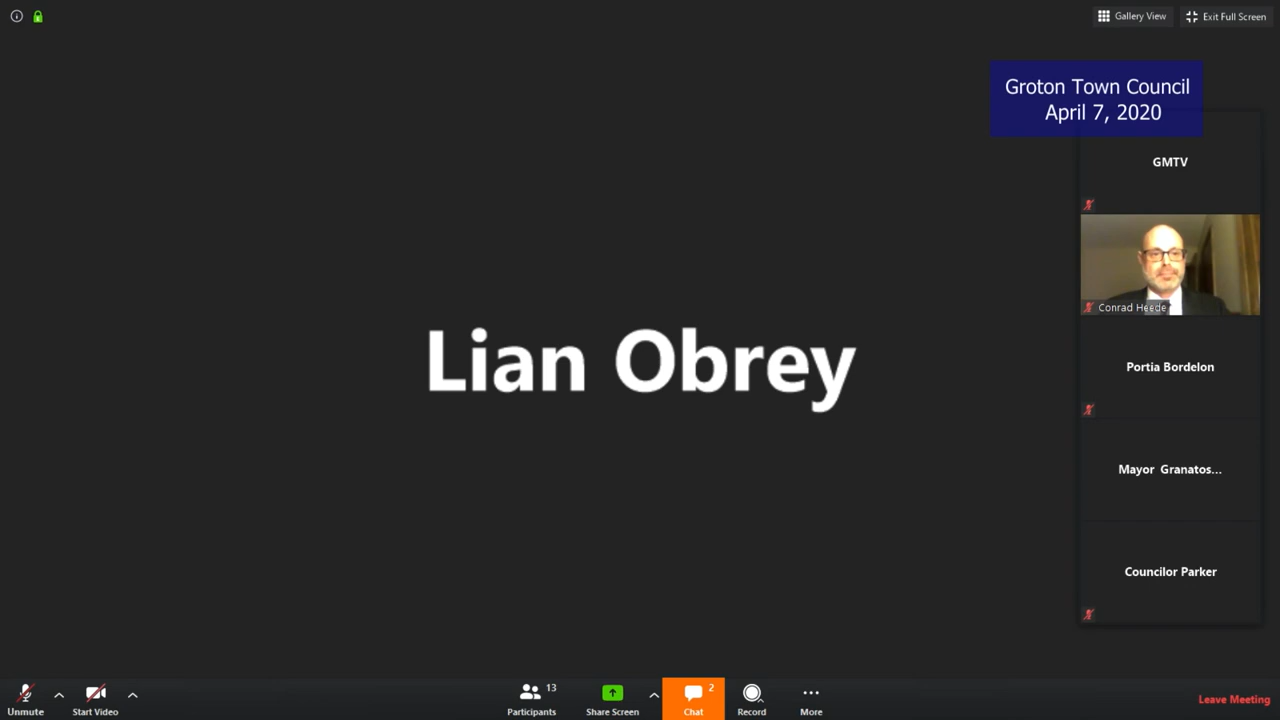 Gallery View
Exit Full Screen
Groton Town Council
April 7, 2020
GMTV
Conrad Heede
Lian Obrey
Portia Bordelon
Mayor Granatos...
Councilor Parker
Unmute
Start Video
13
Participants
Share Screen
2
Chat
Record
More
Leave Meeting